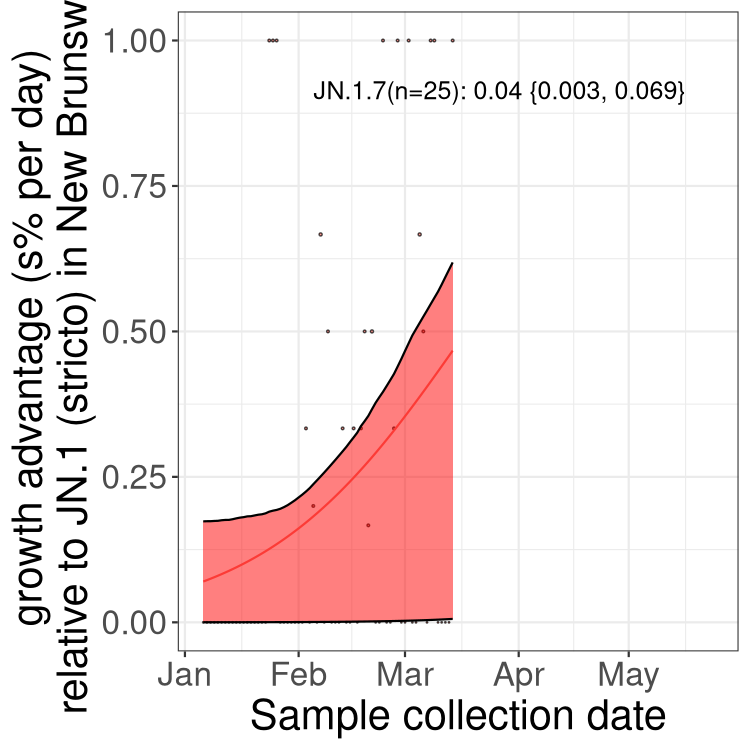 growth advantage (s% per day)
relative to JN.1 (stricto) in New Brunsw
1.00
0.75
0.50
0.25
0.00
JN.1.7(n=25): 0.04 {0.003, 0.069}
Jan Feb Mar Apr May
Sample collection date